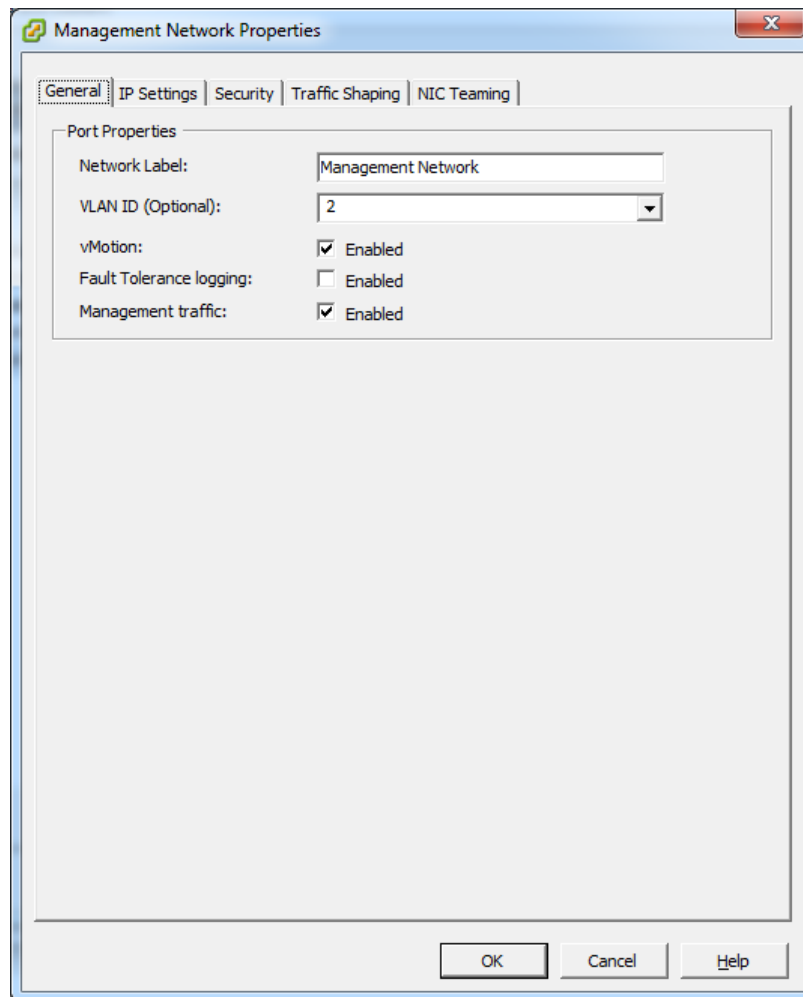 Management Network Properties
General IP Settings Security Traffic Shaping NIC Teaming
Port Properties
Network Label: Management Network
VLAN ID (Optional): 2
vMotion: Enabled
Fault Tolerance logging: Enabled
Management traffic: Enabled
OK Cancel Help